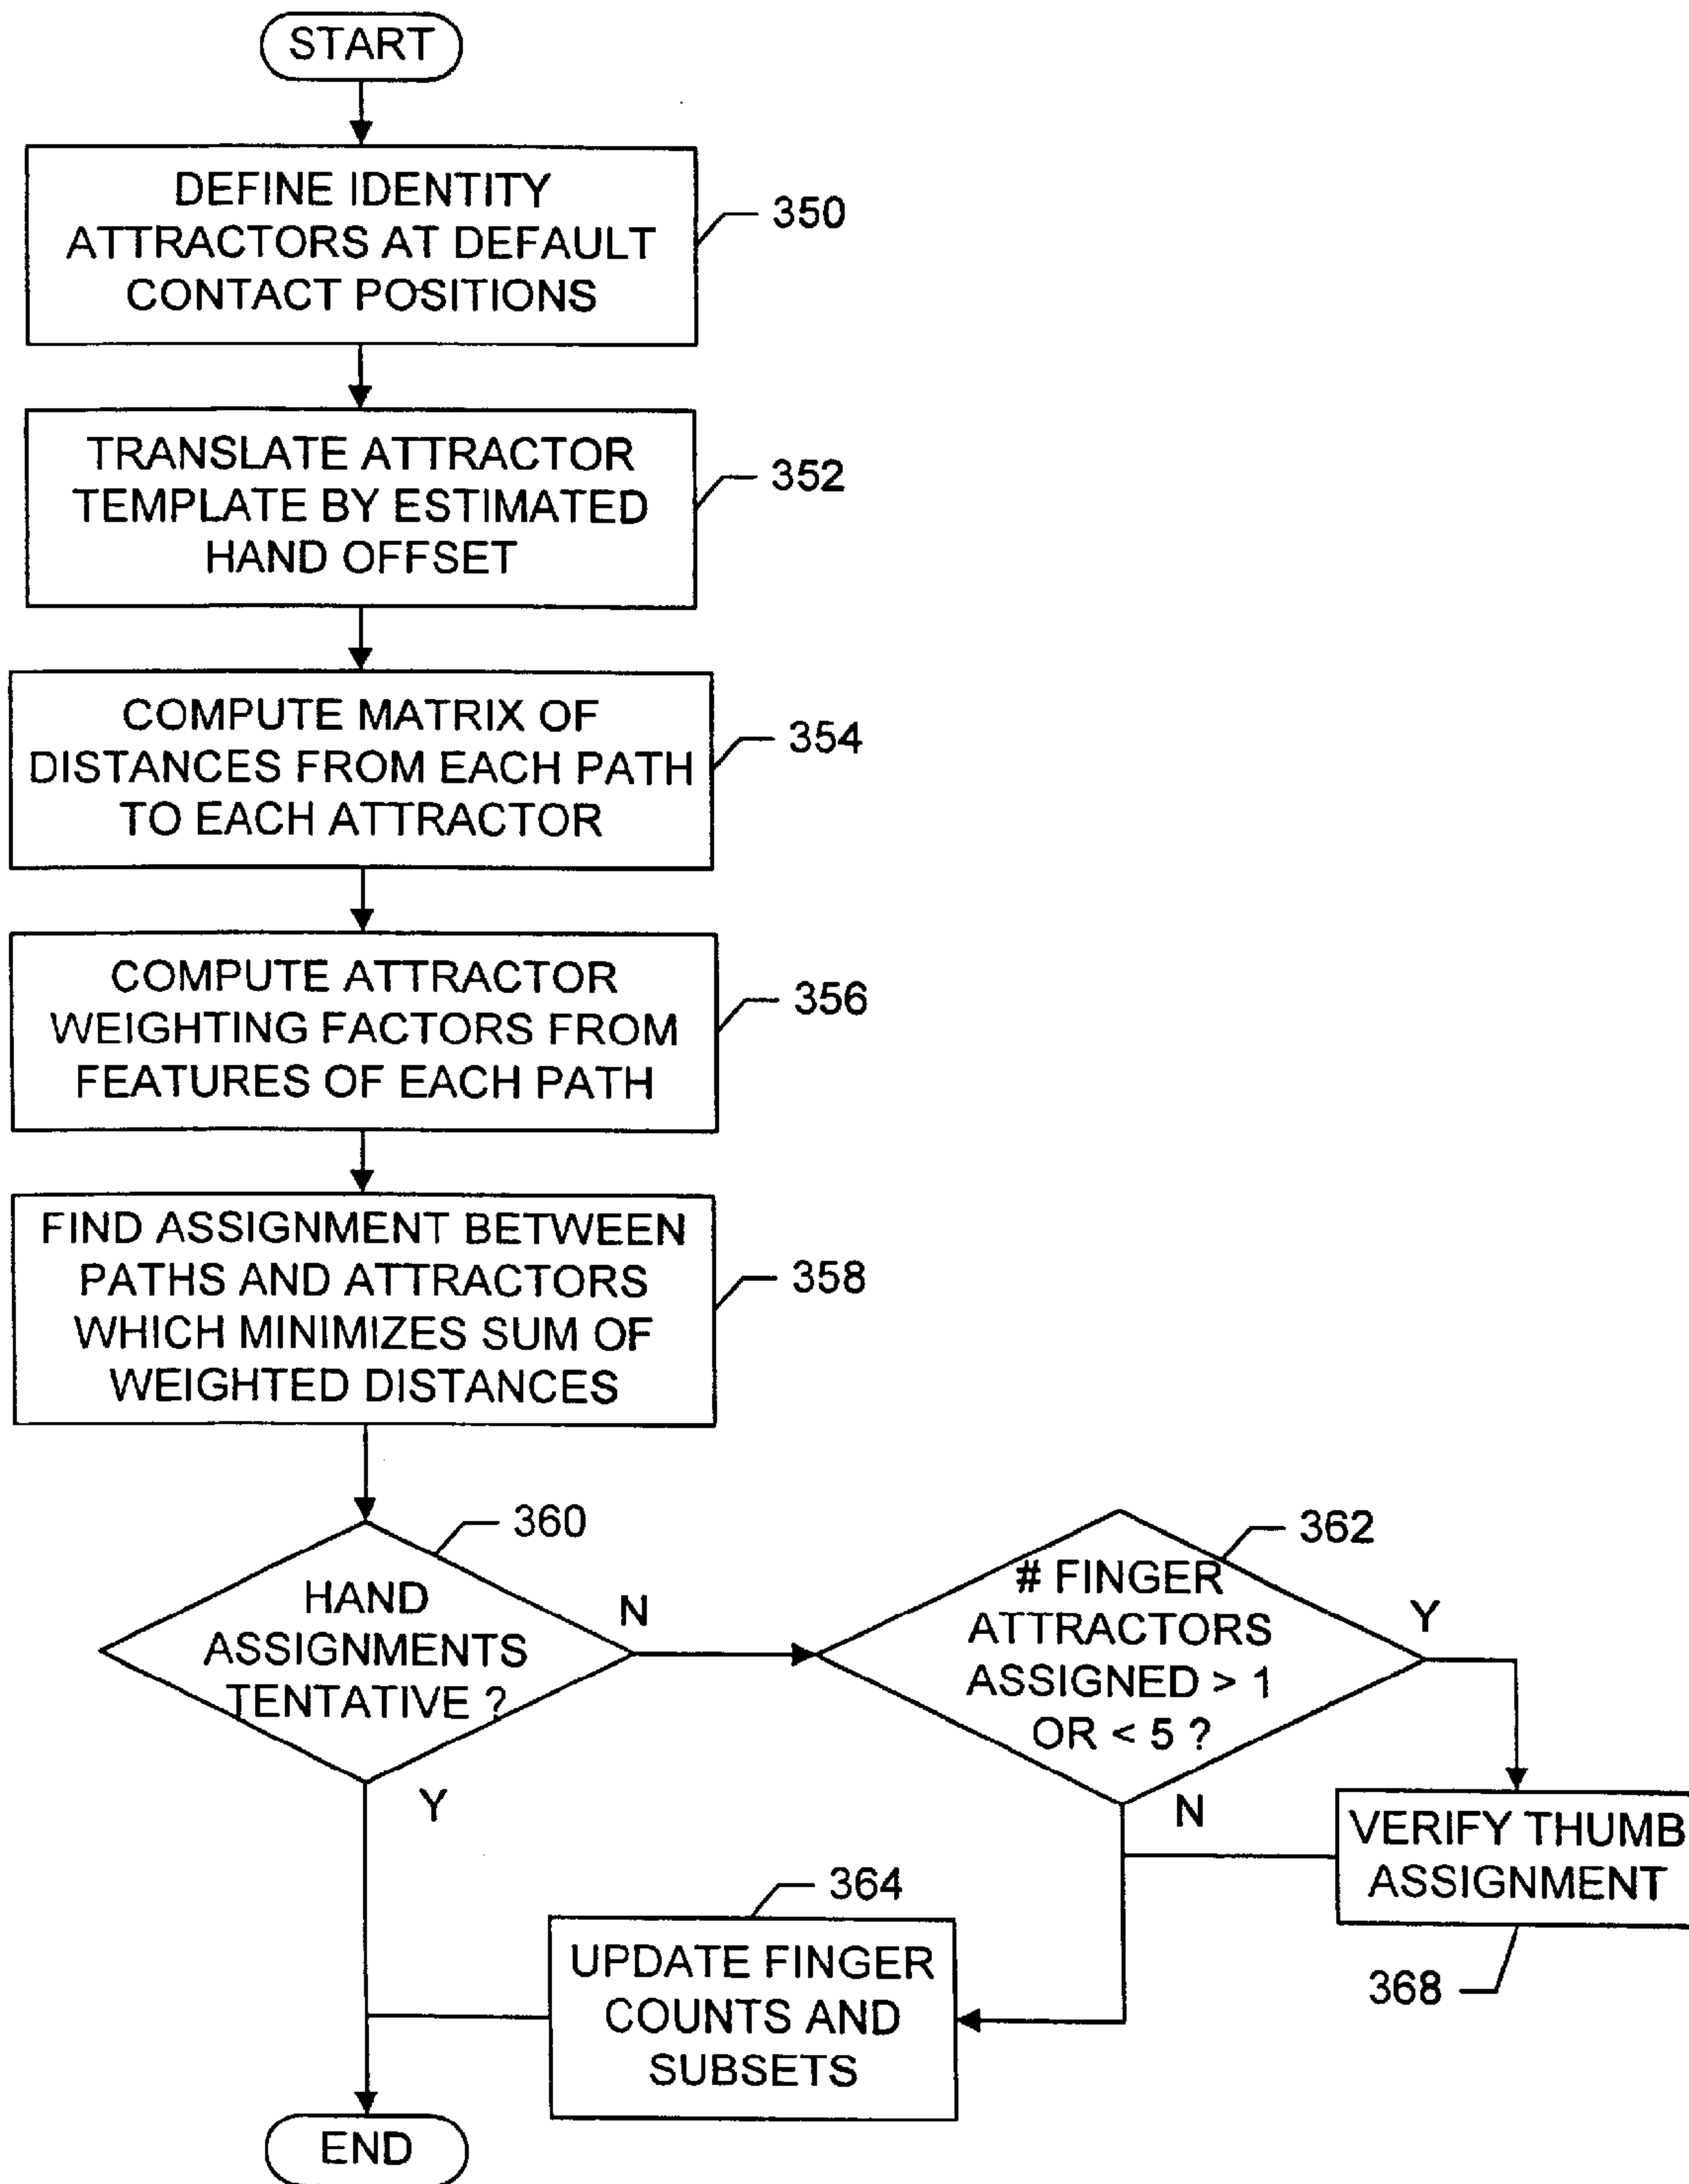 START
DEFINE IDENTITY
ATTRACTORS AT DEFAULT
CONTACT POSITIONS
350
TRANSLATE ATTRACTOR
TEMPLATE BY ESTIMATED
HAND OFFSET
352
COMPUTE MATRIX OF
DISTANCES FROM EACH PATH
TO EACH ATTRACTOR
354
COMPUTE ATTRACTOR
WEIGHTING FACTORS FROM
FEATURES OF EACH PATH
356
FIND ASSIGNMENT BETWEEN
PATHS AND ATTRACTORS
WHICH MINIMIZES SUM OF
WEIGHTED DISTANCES
358
360
HAND
ASSIGNMENTS
TENTATIVE ?
N
Y
362
# FINGER
ATTRACTORS
ASSIGNED > 1
OR < 5 ?
Y
N
VERIFY THUMB
ASSIGNMENT
368
364
UPDATE FINGER
COUNTS AND
SUBSETS
END